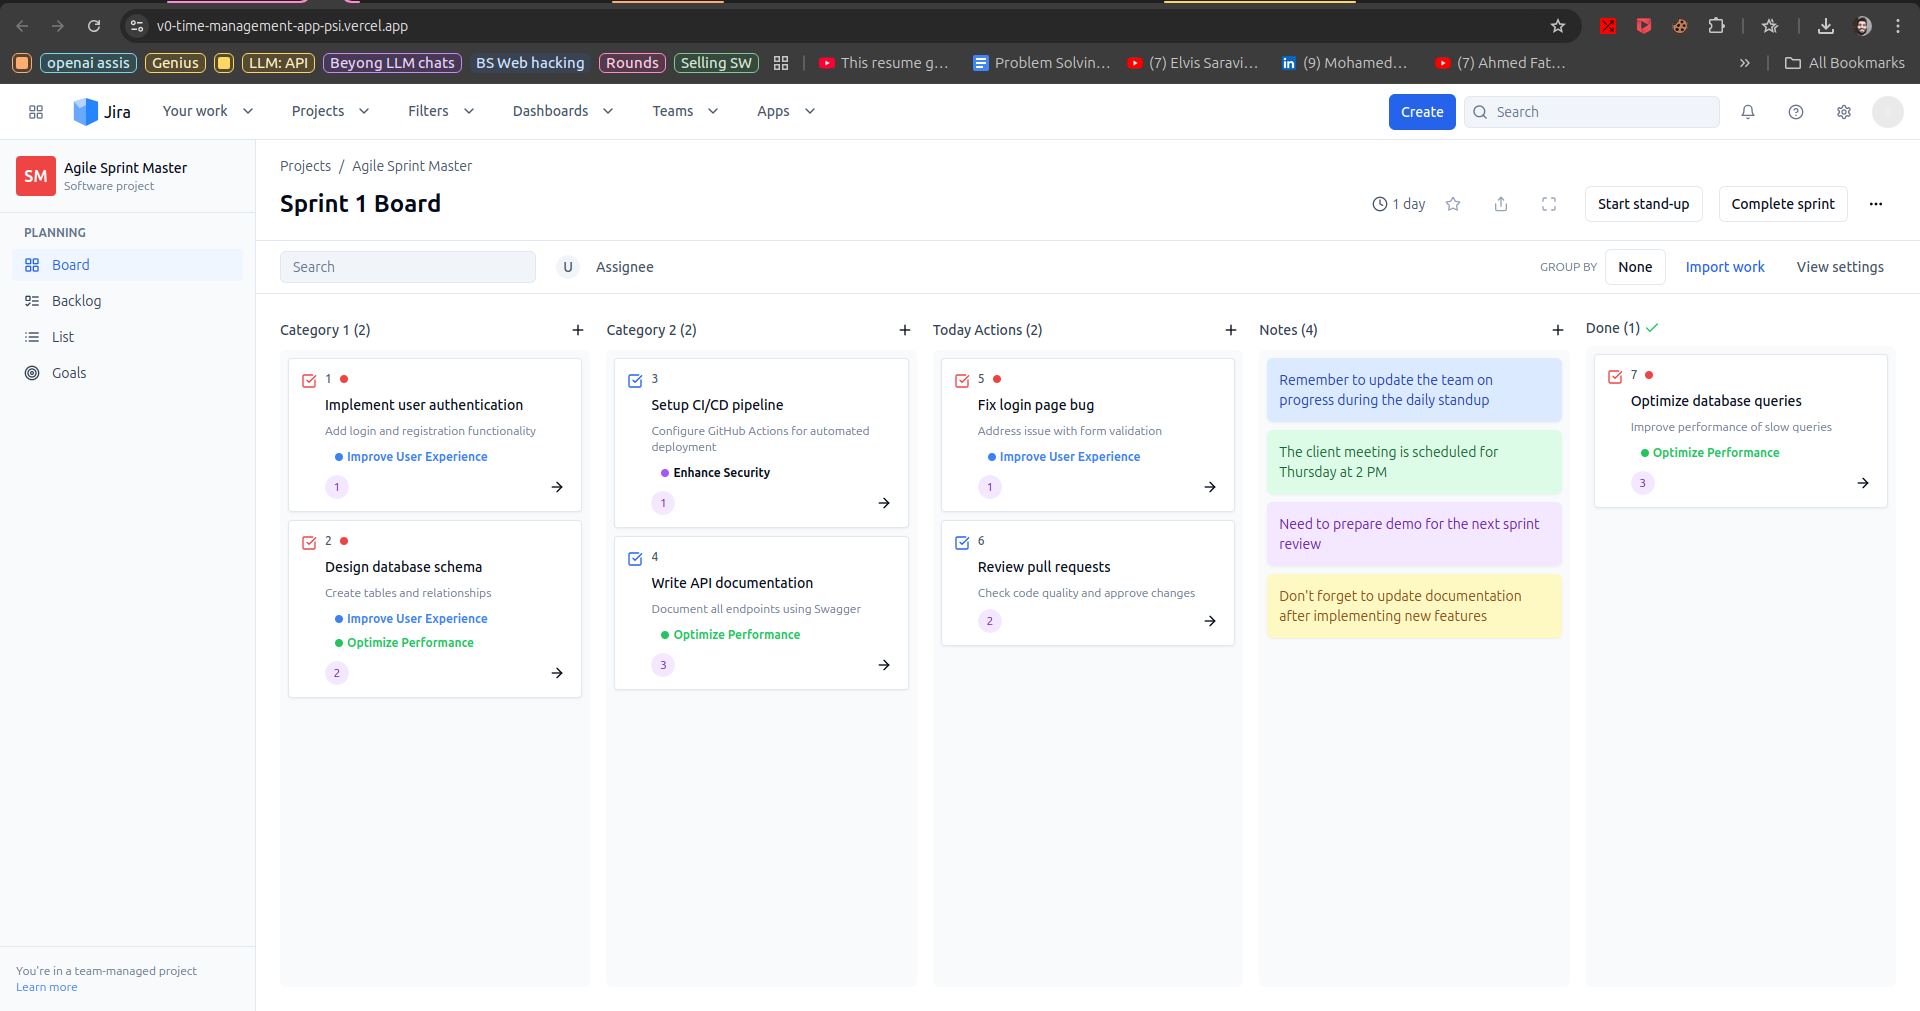 v0-time-management-app-psi.vercel.app
openai assis
Genius
LLM: API
Beyong LLM chats
BS Web hacking
Rounds
Selling SW
This resume g...
Problem Solvin...
(7) Elvis Saravi...
(9) Mohamed...
(7) Ahmed Fat...
All Bookmarks
Jira
Your work
Projects
Filters
Dashboards
Teams
Apps
Create
Search
SM
Agile Sprint Master
Software project
PLANNING
Board
Backlog
List
Goals
You're in a team-managed project
Learn more
Projects / Agile Sprint Master
Sprint 1 Board
1 day
Start stand-up
Complete sprint
Search
U
Assignee
GROUP BY
None
Import work
View settings
Category 1 (2)
1
Implement user authentication
Add login and registration functionality
Improve User Experience
1
2
Design database schema
Create tables and relationships
Improve User Experience
Optimize Performance
2
Category 2 (2)
3
Setup CI/CD pipeline
Configure GitHub Actions for automated
deployment
Enhance Security
1
4
Write API documentation
Document all endpoints using Swagger
Optimize Performance
3
Today Actions (2)
5
Fix login page bug
Address issue with form validation
Improve User Experience
1
6
Review pull requests
Check code quality and approve changes
2
Notes (4)
Remember to update the team on
progress during the daily standup
The client meeting is scheduled for
Thursday at 2 PM
Need to prepare demo for the next sprint
review
Don't forget to update documentation
after implementing new features
Done (1)
7
Optimize database queries
Improve performance of slow queries
Optimize Performance
3